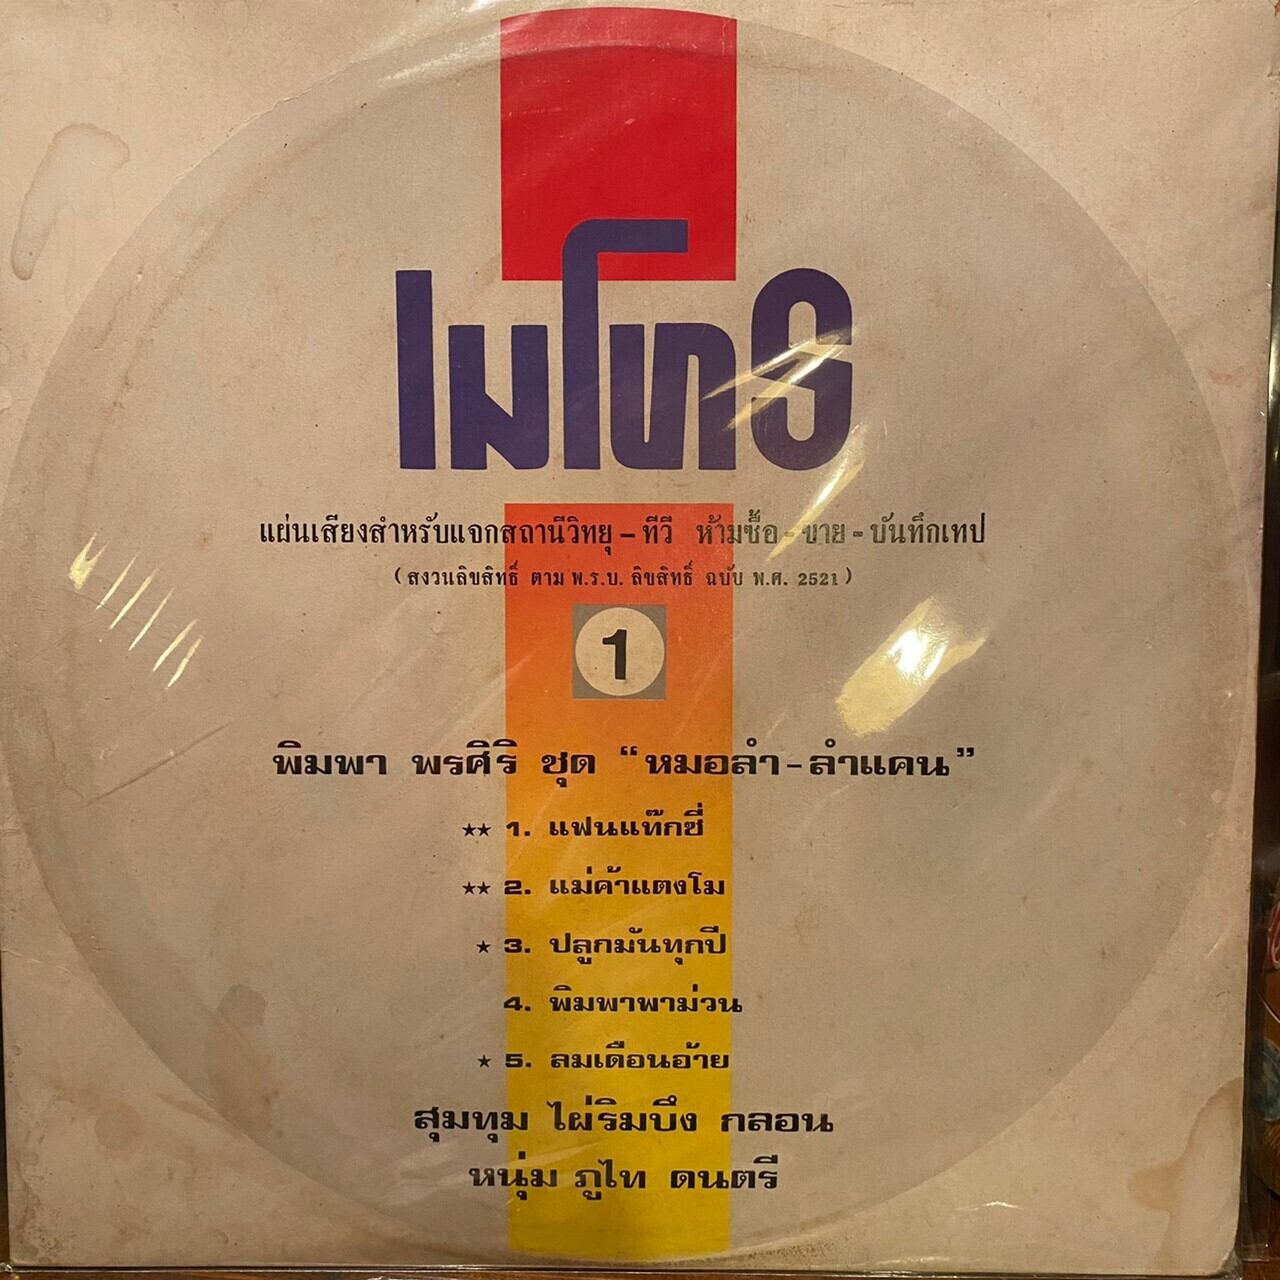 เมโทร
แผ่นเสียงสำหรับแจกสถานีวิทยุ - ทีวี ห้ามซื้อ - ขาย - บันทึกเทป
(สงวนลิขสิทธิ์ ตาม พ.ร.บ. ลิขสิทธิ์ ฉบับ พ.ศ. 2521)
1
พิมพา พรศิริ ชุด “หมอลำ-ลำแคน”
★★ 1. แฟนแท๊กซี่
★★ 2. แม่ค้าแตงโม
★ 3. ปลูกมันทุกปี
4. พิมพาพาม่วน
★ 5. ลมเดือนอ้าย
สุมทุม ไผ่ริมบึง กลอน
หนุ่ม ภูไท ดนตรี